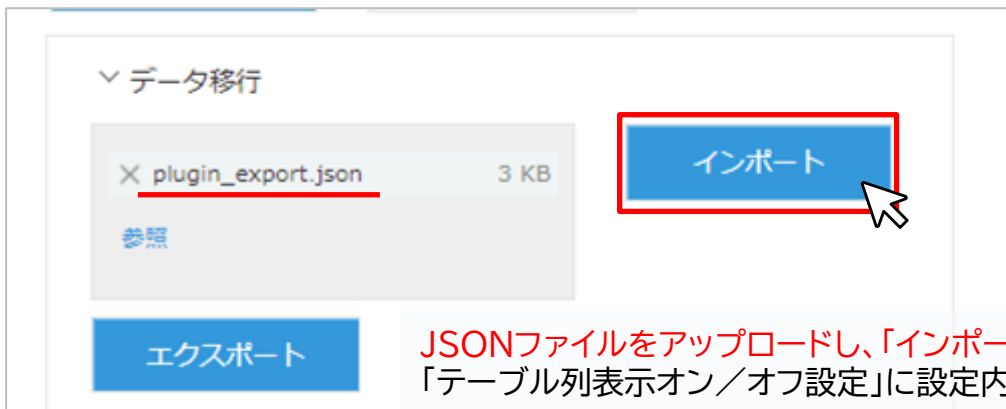 データ移行
plugin_export.json 3 KB
インポート
参照
エクスポート
JSONファイルをアップロードし、「インポー
「テーブル列表示オン／オフ設定」に設定内